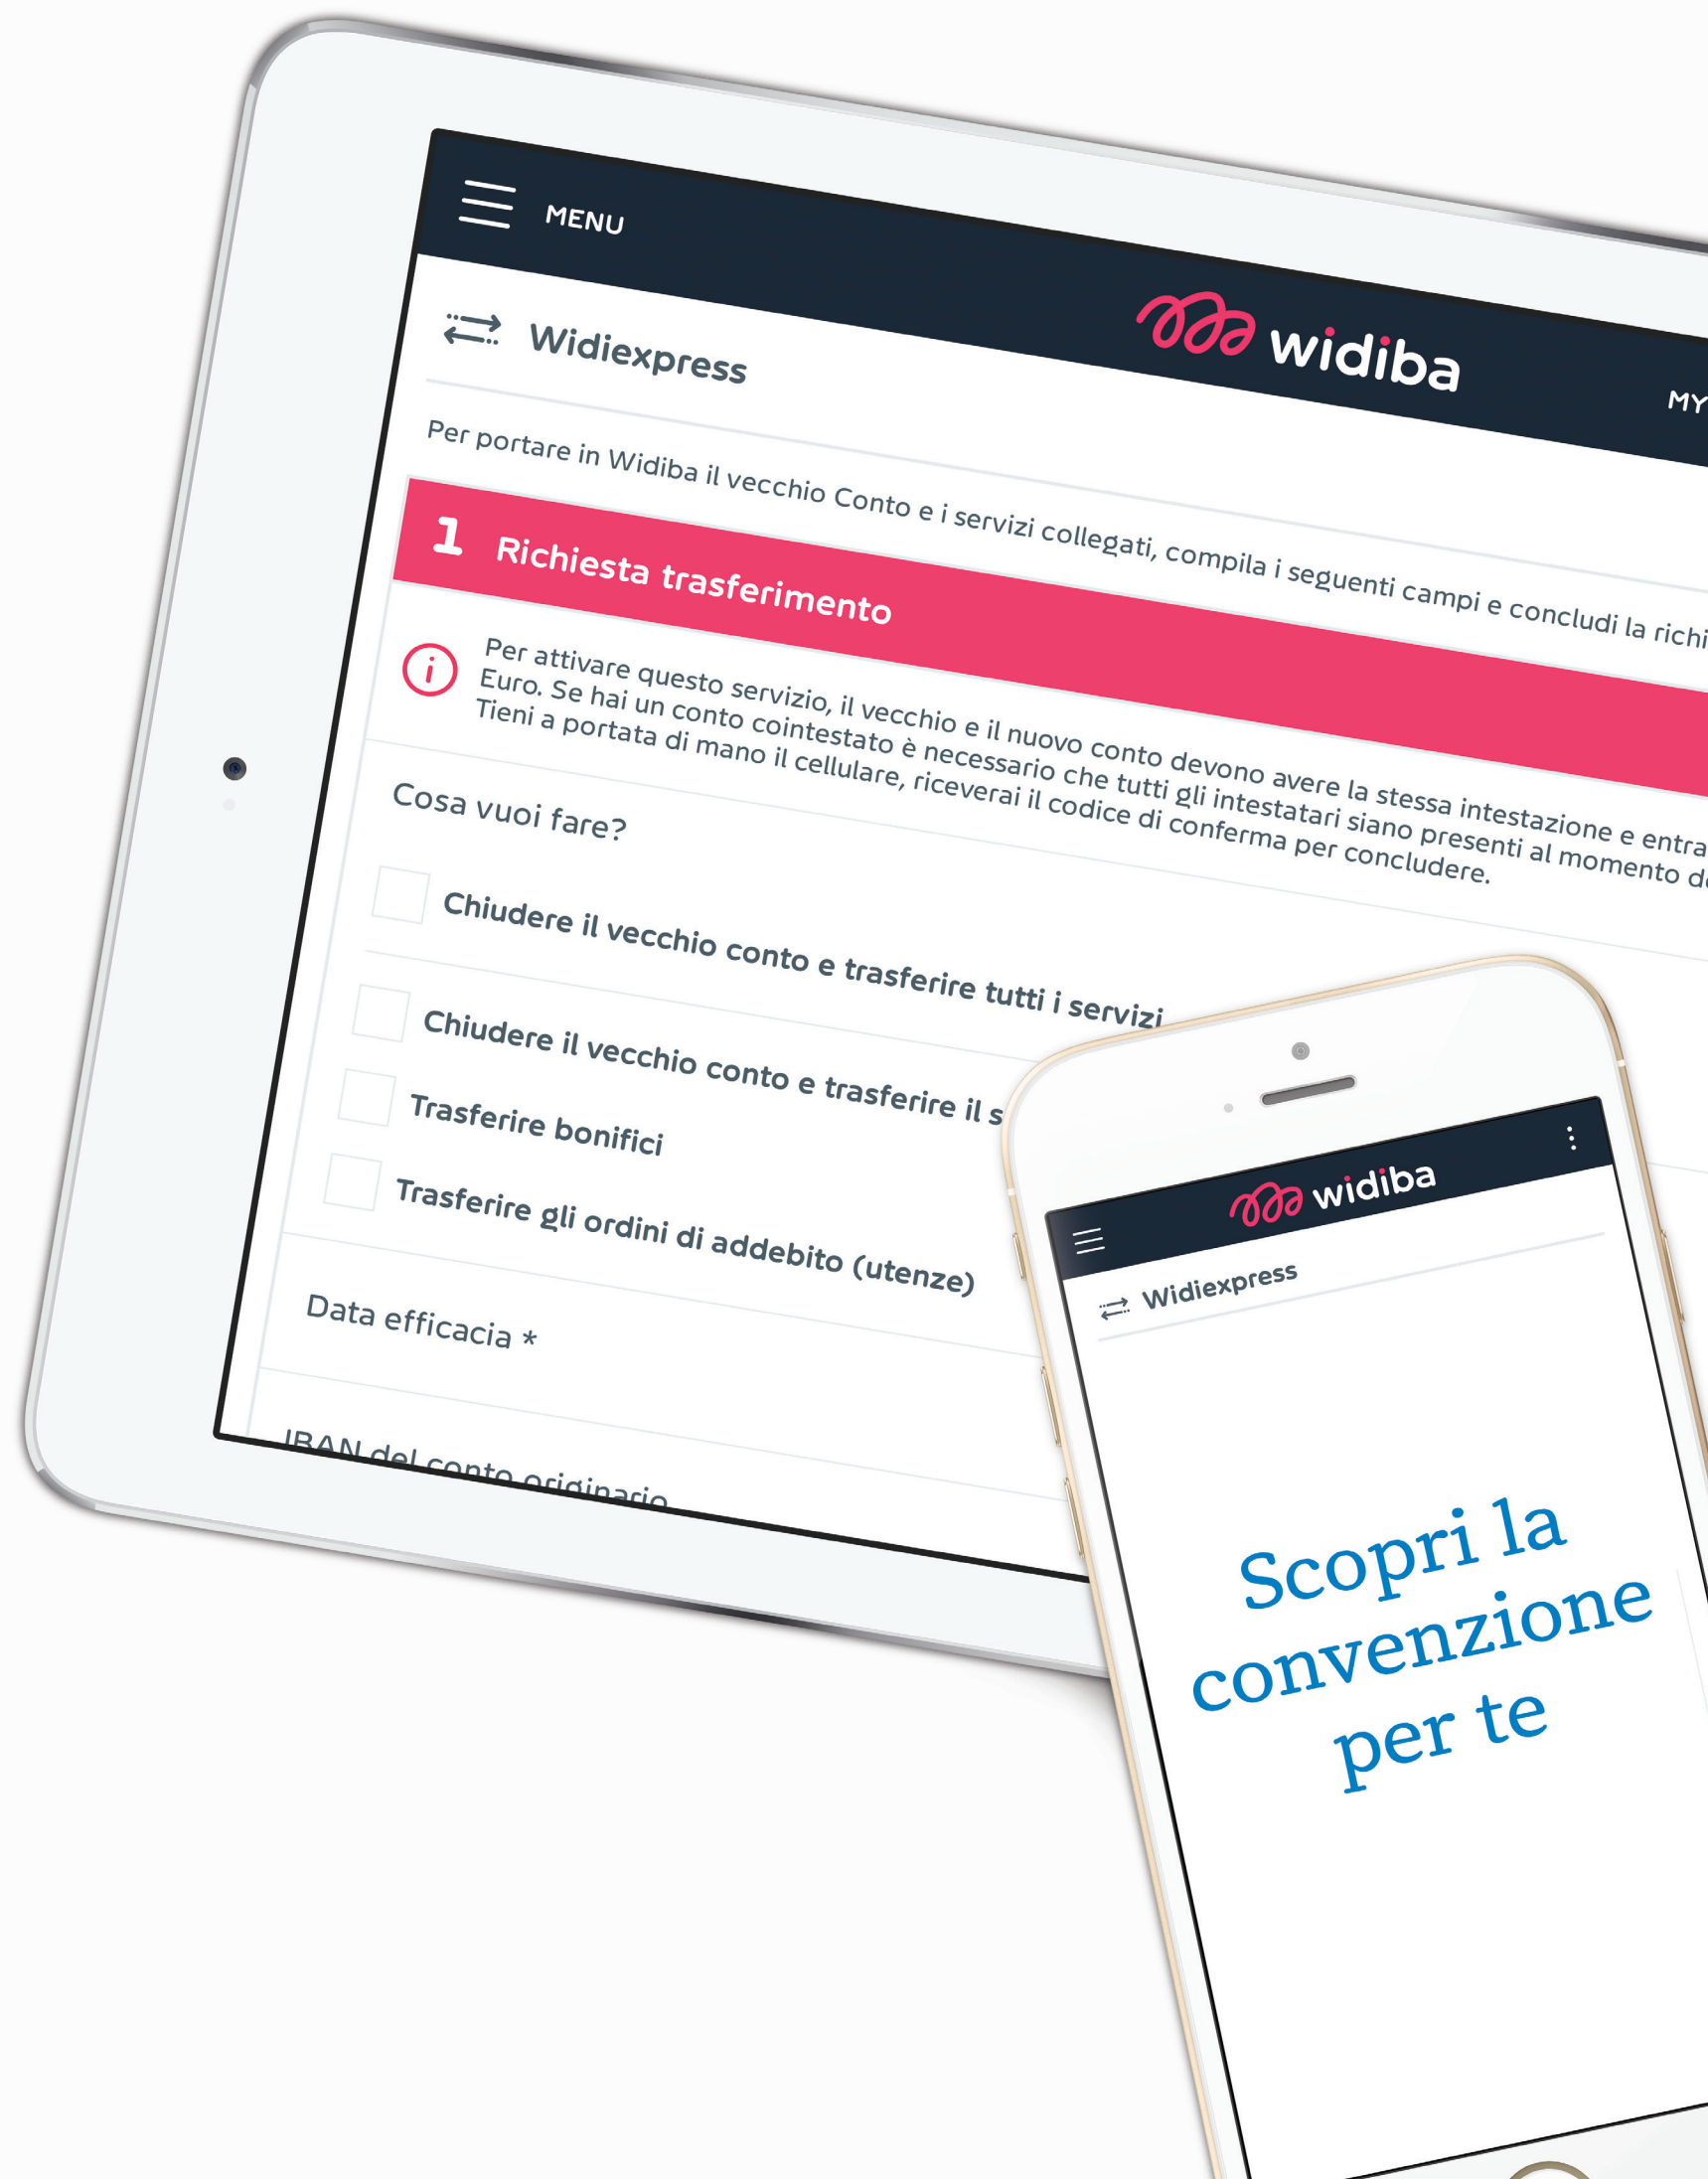 MENU
widiba
MY
Widiexpress
Per portare in Widiba il vecchio Conto e i servizi collegati, compila i seguenti campi e concludi la richi
1 Richiesta trasferimento
Per attivare questo servizio, il vecchio e il nuovo conto devono avere la stessa intestazione e entra
Euro. Se hai un conto cointestato è necessario che tutti gli intestatari siano presenti al momento de
Tieni a portata di mano il cellulare, riceverai il codice di conferma per concludere.
Cosa vuoi fare?
Chiudere il vecchio conto e trasferire tutti i servizi
Chiudere il vecchio conto e trasferire il s
Trasferire bonifici
Trasferire gli ordini di addebito (utenze)
Data efficacia *
IBAN del conto originario
widiba
Widiexpress
Scopri la
convenzione
per te